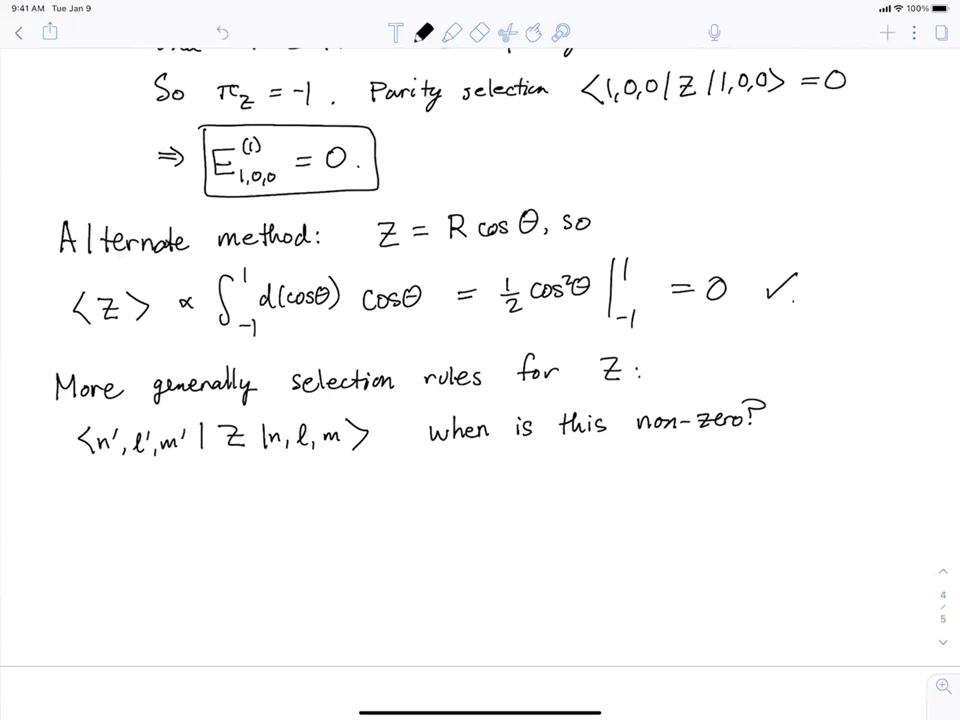 9:41 AM Tue Jan 9 100%
So π_Z = -1 . Parity selection <1,0,0|Z|1,0,0> = 0
⇒ E^{(1)}_{1,0,0} = 0.
Alternate method: Z = R cosθ, so
<Z> ∝ ∫_{-1}^{1} d(cosθ) cosθ = 1/2 cos²θ |_{-1}^{1} = 0 ✓.
More generally selection rules for Z:
<n',l',m'|Z|n,l,m> when is this non-zero?
4
/
5